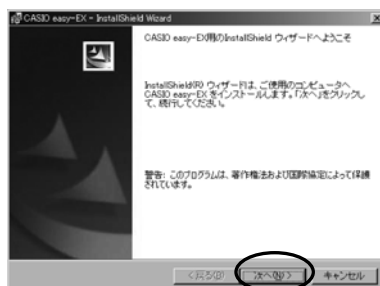 CASIO easy-EX - InstallShield Wizard
CASIO easy-EX用のInstallShield ウィザードへようこそ
InstallShield(R) ウィザードは、ご使用のコンピュータへ
CASIO easy-EX をインストールします。「次へ」をクリックし
て、続行してください。
警告: このプログラムは、著作権法および国際協定によって保護
されています。
< 戻る(B)
次へ(N) >
キャンセル